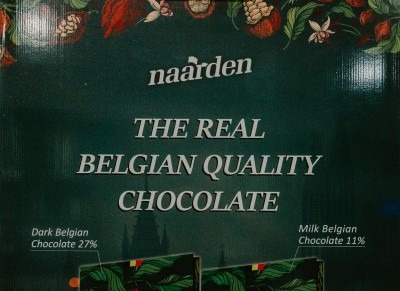 naarden
THE REAL
BELGIAN QUALITY
CHOCOLATE
Dark Belgian
Chocolate 27%
Milk Belgian
Chocolate 11%